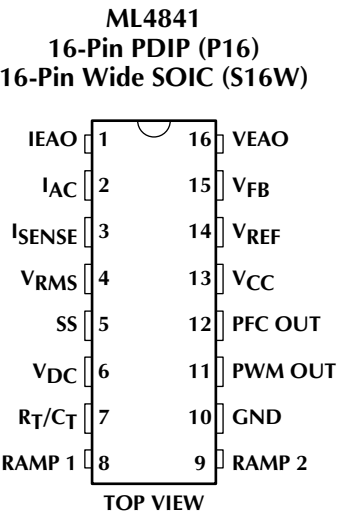 ML4841
16-Pin PDIP (P16)
16-Pin Wide SOIC (S16W)
IEAO 1 16 VEAO
IAC 2 15 VFB
ISENSE 3 14 VREF
VRMS 4 13 VCC
SS 5 12 PFC OUT
VDC 6 11 PWM OUT
RT/CT 7 10 GND
RAMP 1 8 9 RAMP 2
TOP VIEW